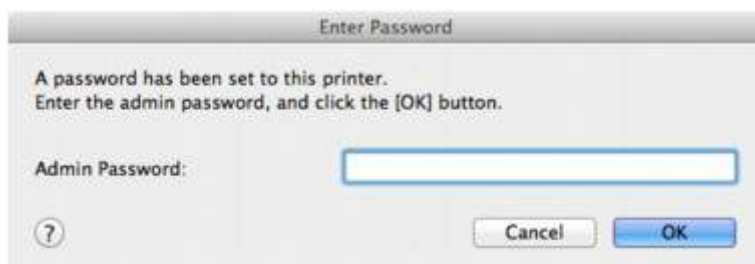 Enter Password
A password has been set to this printer.
Enter the admin password, and click the [OK] button.
Admin Password:
?
Cancel
OK